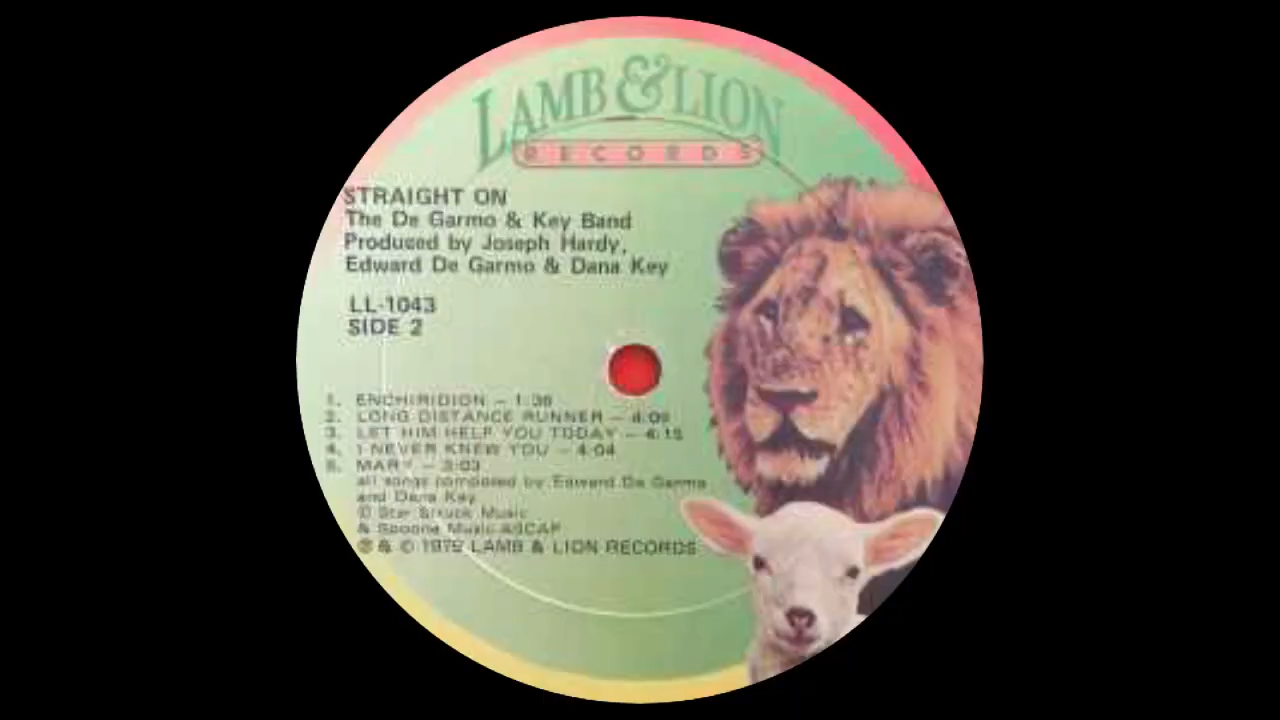 LAMB & LION
RECORDS
STRAIGHT ON
The De Garmo & Key Band
Produced by Joseph Hardy,
Edward De Garmo & Dana Key
LL-1043
SIDE 2
1. ENCHIRIDION — 1:36
2. LONG DISTANCE RUNNER — 4:09
3. LET HIM HELP YOU TODAY — 4:15
4. I NEVER KNEW YOU — 4:04
5. MARY — 3:03
all songs composed by Edward De Garmo
and Dana Key
© Star Struck Music
& Spoone Music ASCAP
℗ & © 1979 LAMB & LION RECORDS